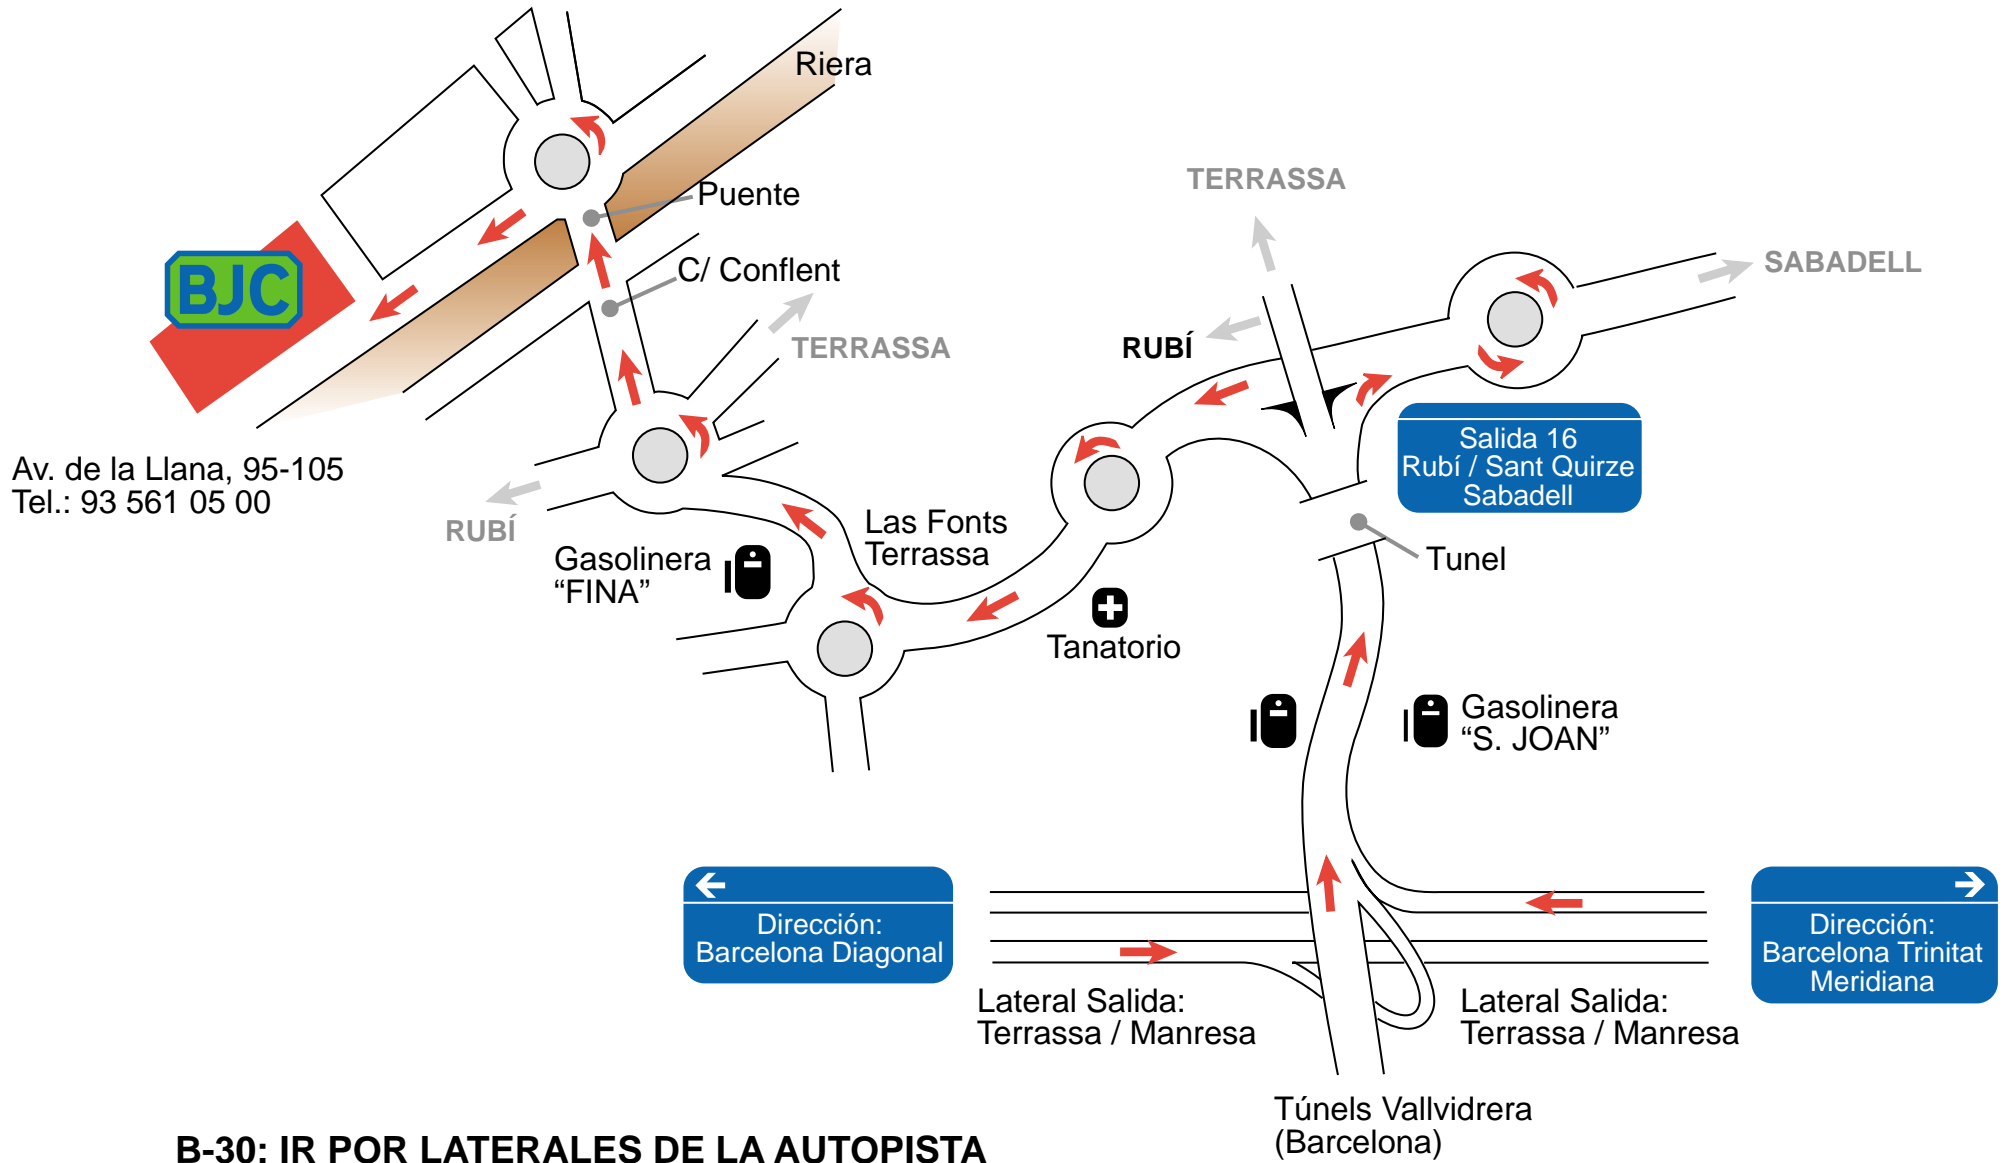 Riera
TERRASSA
Puente
SABADELL
BJC
C/ Conflent
TERRASSA
RUBÍ
Salida 16
Rubí / Sant Quirze
Sabadell
Av. de la Llana, 95-105
Tel.: 93 561 05 00
RUBÍ
Las Fonts
Terrassa
Gasolinera
“FINA”
Tunel
Tanatorio
Gasolinera
“S. JOAN”
Dirección:
Barcelona Diagonal
Dirección:
Barcelona Trinitat
Meridiana
Lateral Salida:
Terrassa / Manresa
Lateral Salida:
Terrassa / Manresa
Túnels Vallvidrera
(Barcelona)
B-30: IR POR LATERALES DE LA AUTOPISTA